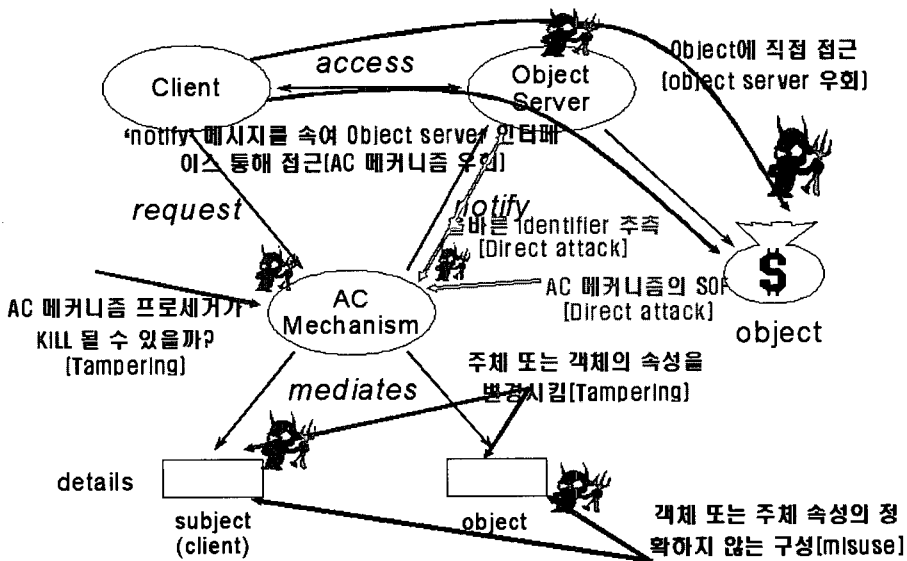 access
Client
Object
Server
Object에 직접 접근
[object server 우회]
'notify' 메시지를 속여 Object server 인터페
이스 통해 접근[AC 메커니즘 우회]
request
notify
바른 identifier 추측
[Direct attack]
AC
Mechanism
AC 메커니즘의 SOF
[Direct attack]
$
object
AC 메커니즘 프로세거가
KILL 될 수 있을까?
[Tampering]
mediates
주체 또는 객체의 속성을
변경시킴[Tampering]
details
subject
(client)
object
객체 또는 주체 속성의 정
확하지 않는 구성[misuse]